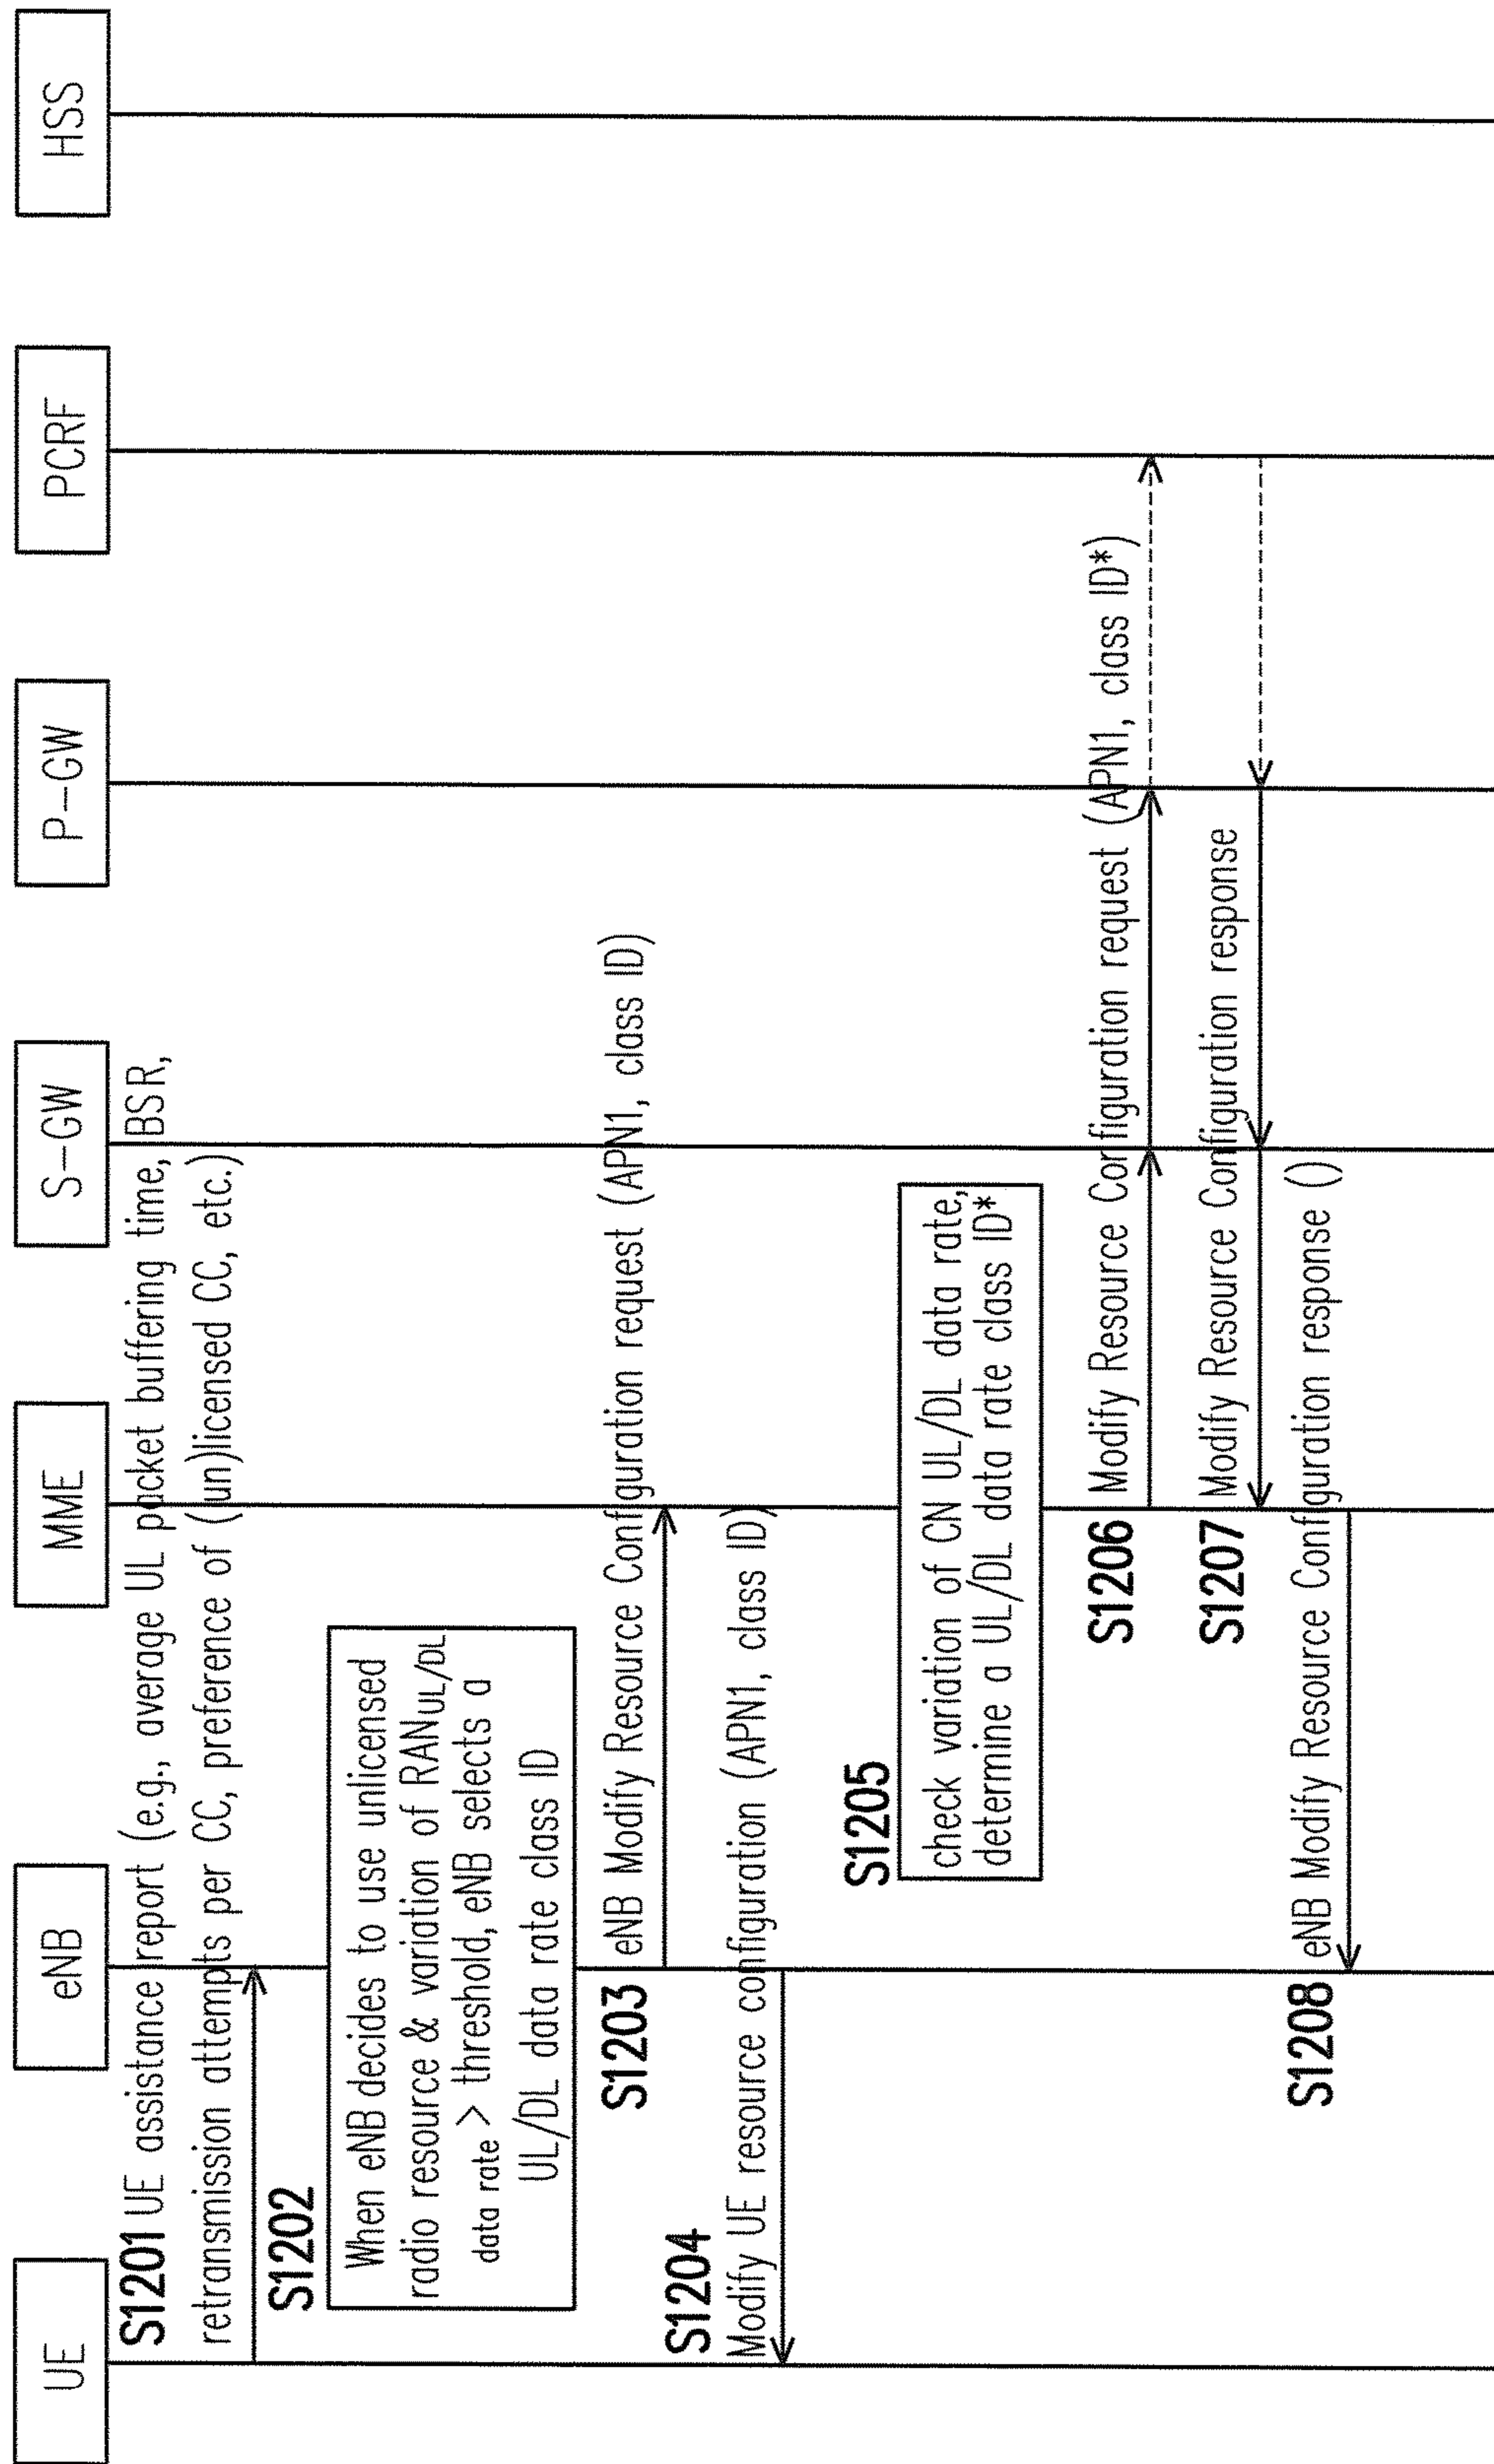 UE
eNB
MME
S-GW
P-GW
PCRF
HSS
S1201 UE assistance report (e.g., average UL packet buffering time, BSR,
retransmission attempts per CC, preference of (un)licensed CC, etc.)
S1202
When eNB decides to use unlicensed
radio resource & variation of RANUL/DL
data rate > threshold, eNB selects a
UL/DL data rate class ID
S1203 eNB Modify Resource Configuration request (APN1, class ID)
S1204
Modify UE resource configuration (APN1, class ID)
S1205
check variation of CN UL/DL data rate,
determine a UL/DL data rate class ID*
S1206 Modify Resource Configuration request (APN1, class ID*)
S1207 Modify Resource Configuration response
S1208 eNB Modify Resource Configuration response ()